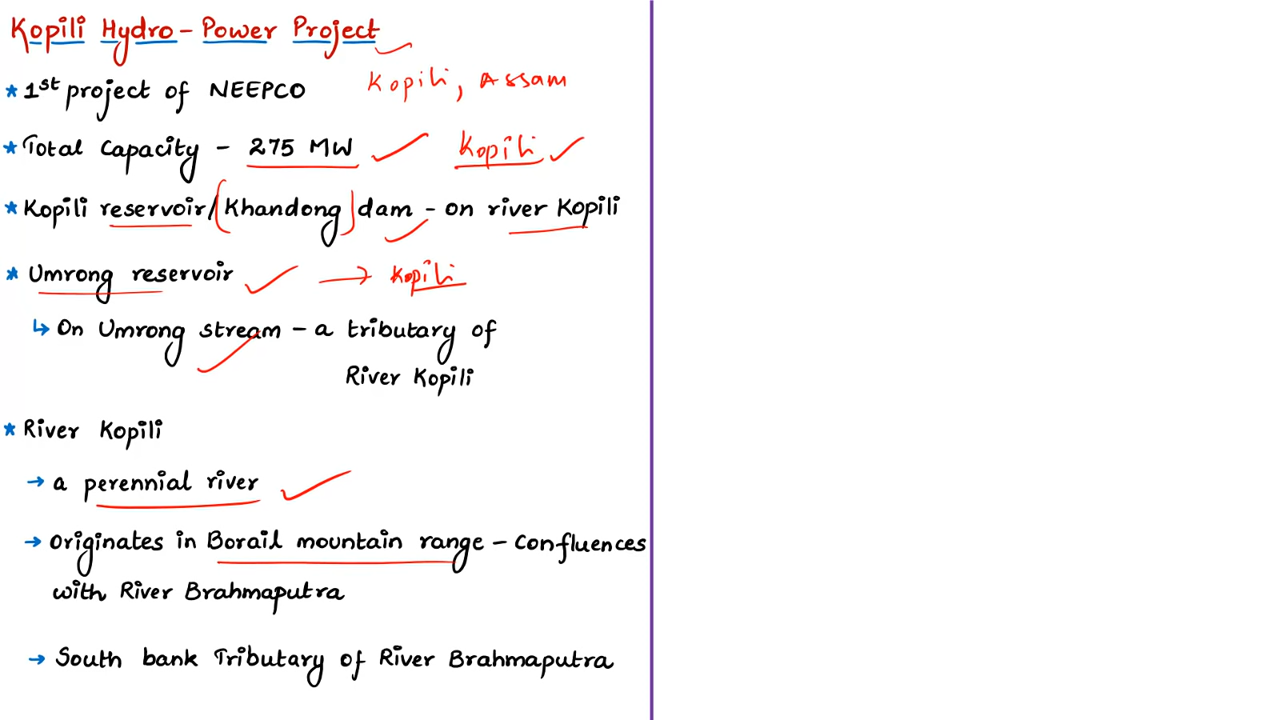 Kopili Hydro-Power Project
* 1st project of NEEPCO Kopili, Assam
* Total Capacity - 275 MW Kopili
* Kopili reservoir/(Khandong) dam - on river Kopili
* Umrong reservoir → Kopili
↳ On Umrong stream - a tributary of
River Kopili
* River Kopili
→ a perennial river
→ Originates in Borail mountain range - Confluences
with River Brahmaputra
→ South bank Tributary of River Brahmaputra